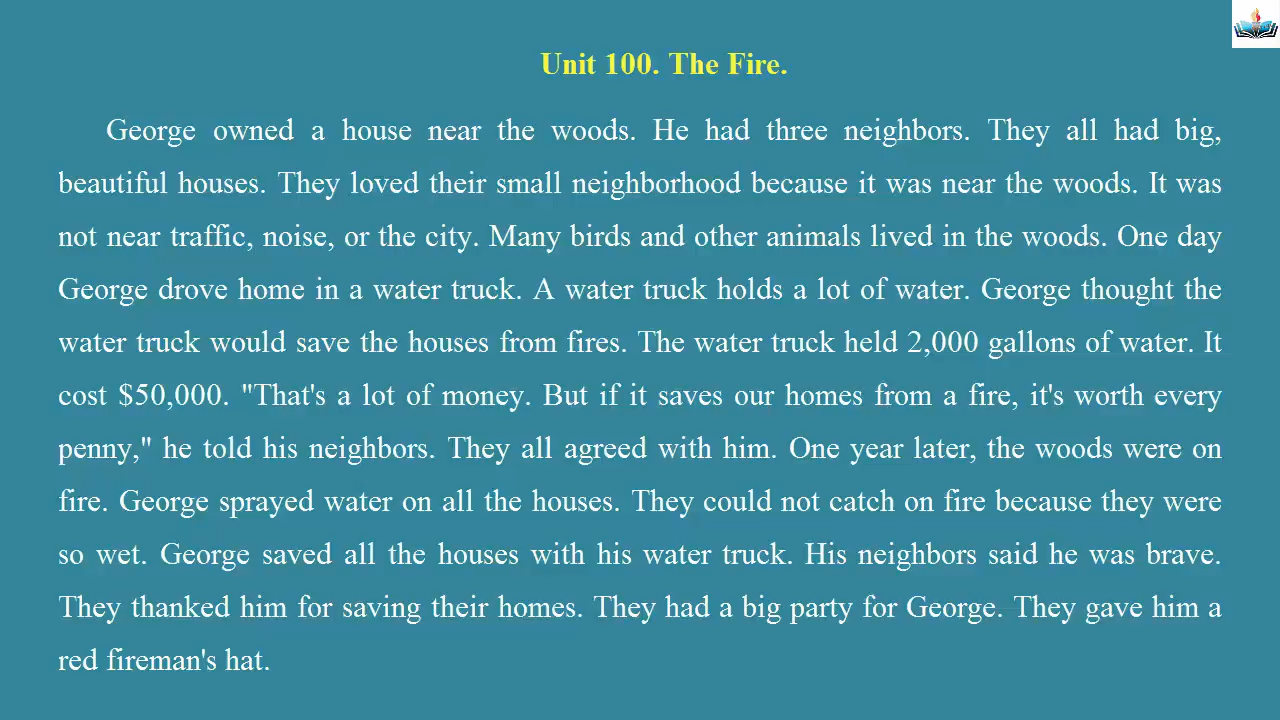 Unit 100. The Fire.
George owned a house near the woods. He had three neighbors. They all had big,
beautiful houses. They loved their small neighborhood because it was near the woods. It was
not near traffic, noise, or the city. Many birds and other animals lived in the woods. One day
George drove home in a water truck. A water truck holds a lot of water. George thought the
water truck would save the houses from fires. The water truck held 2,000 gallons of water. It
cost $50,000. "That's a lot of money. But if it saves our homes from a fire, it's worth every
penny," he told his neighbors. They all agreed with him. One year later, the woods were on
fire. George sprayed water on all the houses. They could not catch on fire because they were
so wet. George saved all the houses with his water truck. His neighbors said he was brave.
They thanked him for saving their homes. They had a big party for George. They gave him a
red fireman's hat.